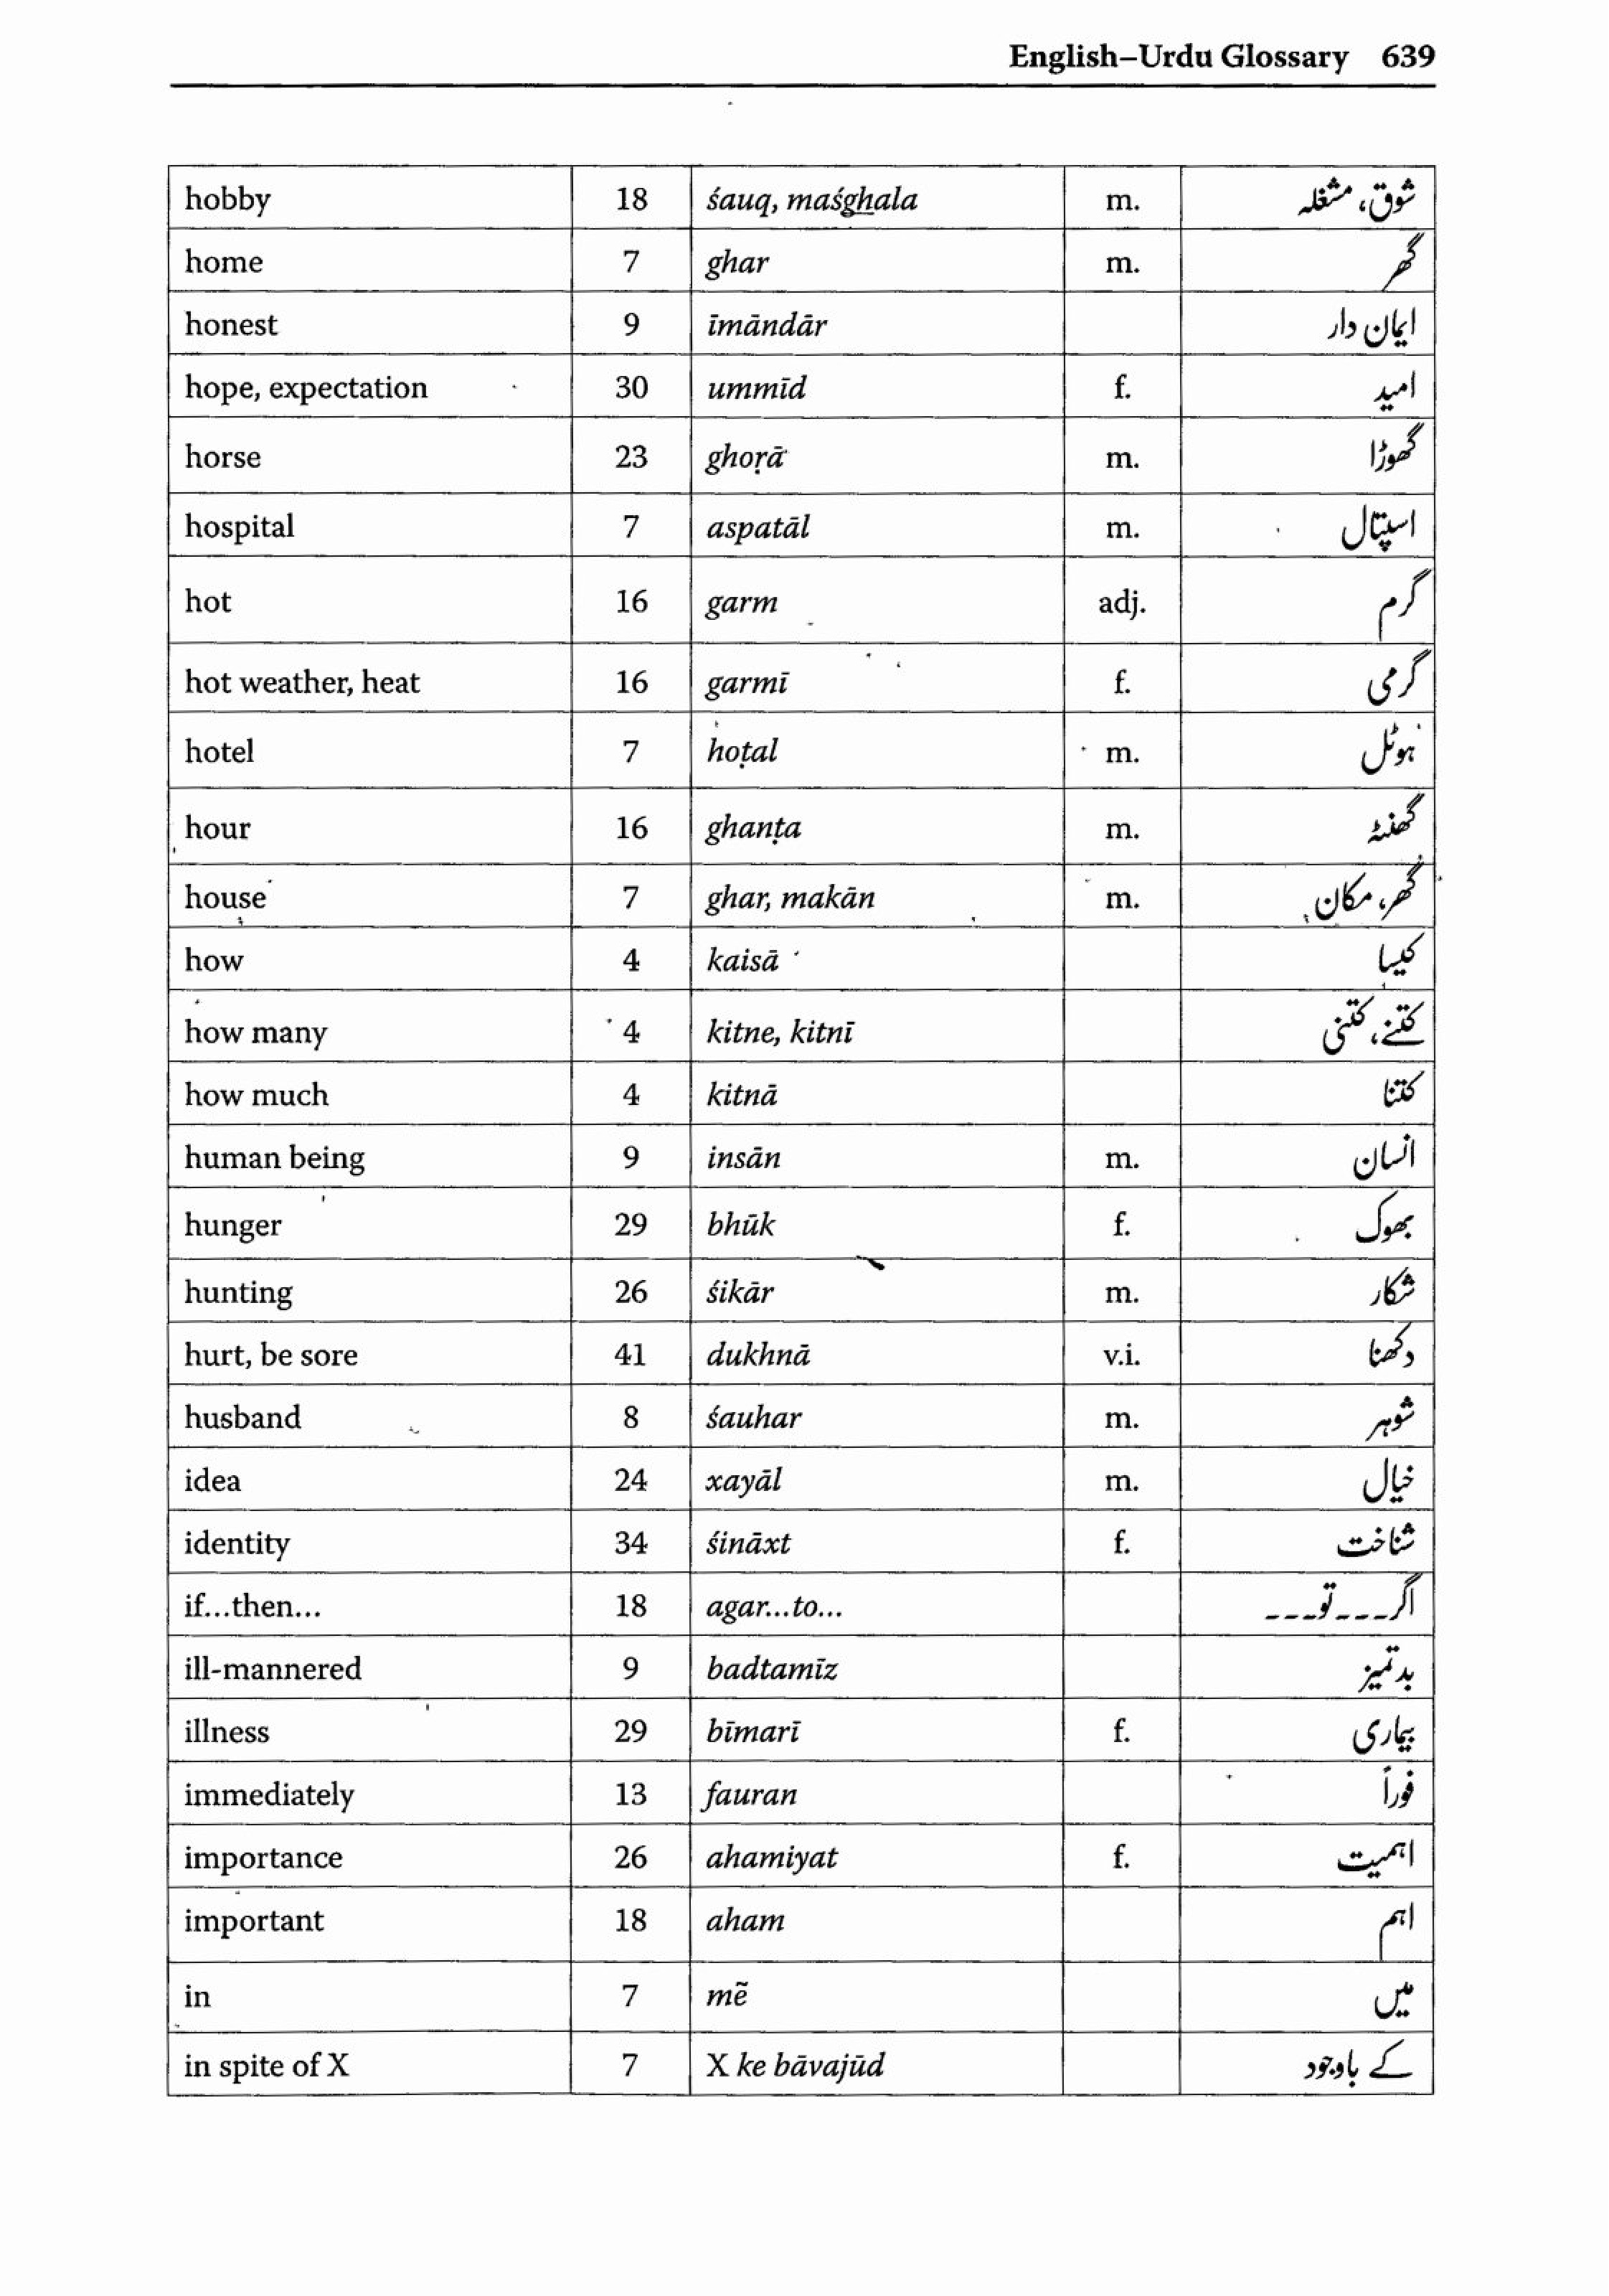 English–Urdu Glossary 639
hobby 18 śauq, maśghala m. شوق، مشغلہ
home 7 ghar m. گھر
honest 9 īmāndār ایمان دار
hope, expectation 30 ummīd f. امید
horse 23 ghoṛā m. گھوڑا
hospital 7 aspatāl m. اسپتال
hot 16 garm adj. گرم
hot weather, heat 16 garmī f. گرمی
hotel 7 hoṭal m. ہوٹل
hour 16 ghanṭa m. گھنٹہ
house 7 ghar, makān m. گھر، مکان
how 4 kaisā کیسا
how many 4 kitne, kitnī کتنے، کتنی
how much 4 kitnā کتنا
human being 9 insān m. انسان
hunger 29 bhūk f. بھوک
hunting 26 śikār m. شکار
hurt, be sore 41 dukhnā v.i. دکھنا
husband 8 śauhar m. شوہر
idea 24 xayāl m. خیال
identity 34 śināxt f. شناخت
if...then... 18 agar...to... اگر---تو---
ill-mannered 9 badtamīz بدتمیز
illness 29 bīmarī f. بیماری
immediately 13 fauran فوراً
importance 26 ahamiyat f. اہمیت
important 18 aham اہم
in 7 mẽ میں
in spite of X 7 X ke bāvajūd کے باوجود